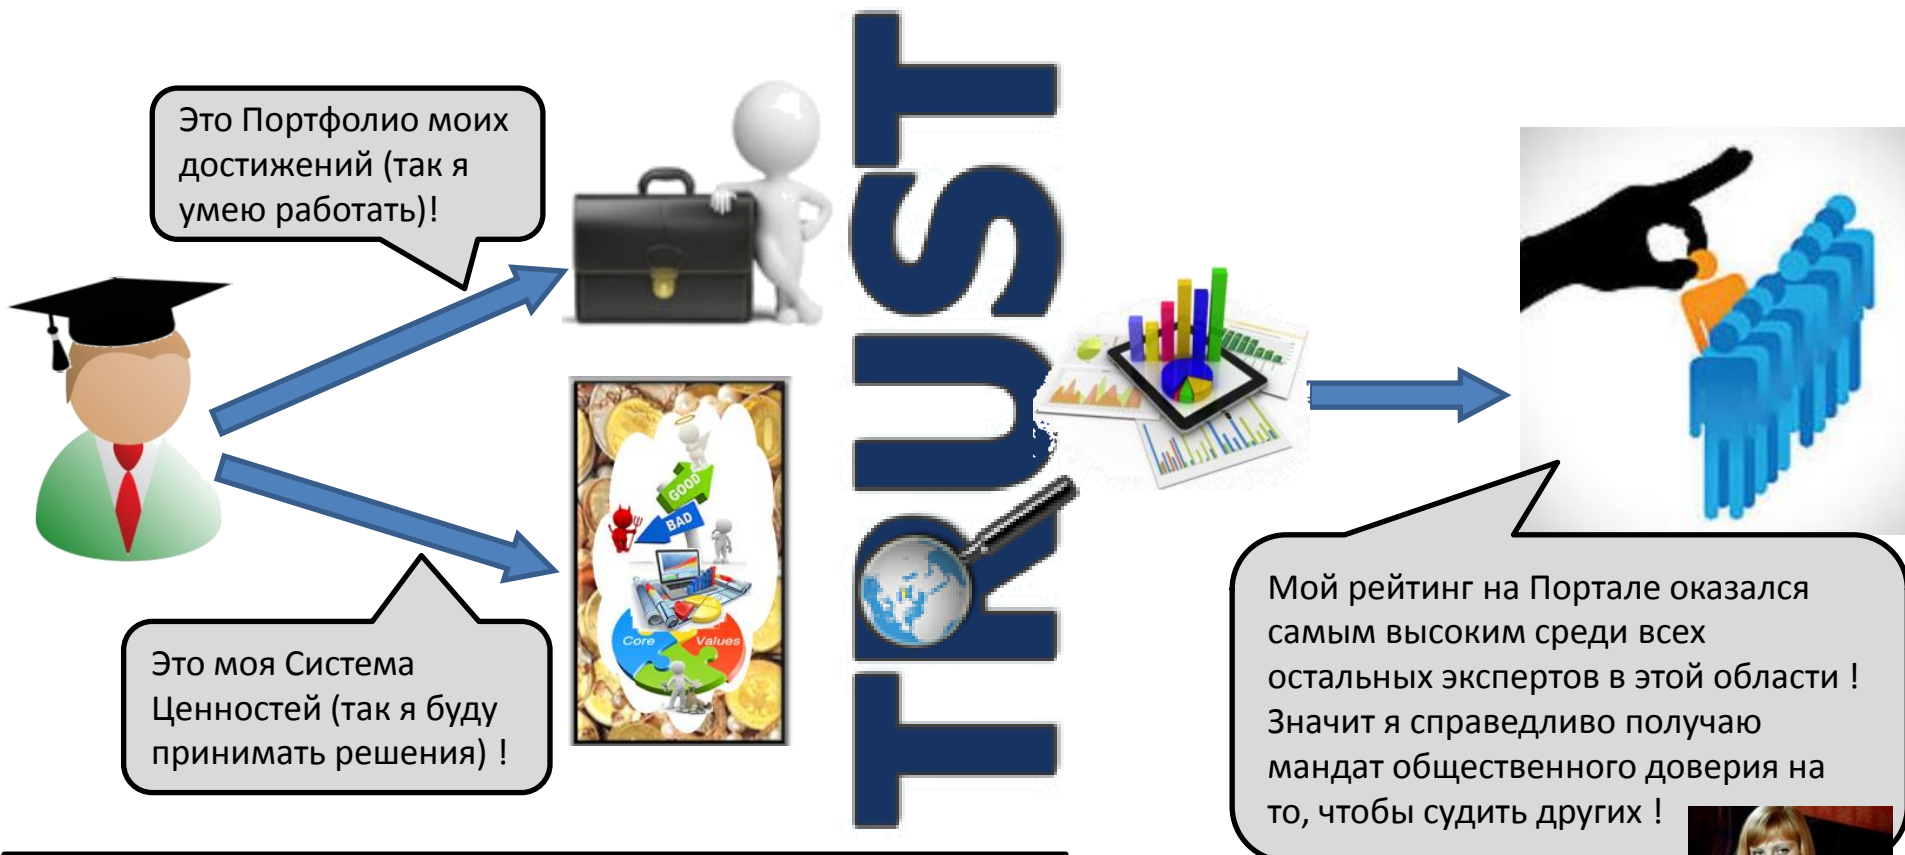 Это Портфолио моих
достижений (так я
умею работать)!
TRUST
GOOD
BAD
Core
Values
Это моя Система
Ценностей (так я буду
принимать решения) !
Мой рейтинг на Портале оказался
самым высоким среди всех
остальных экспертов в этой области !
Значит я справедливо получаю
мандат общественного доверия на
то, чтобы судить других !